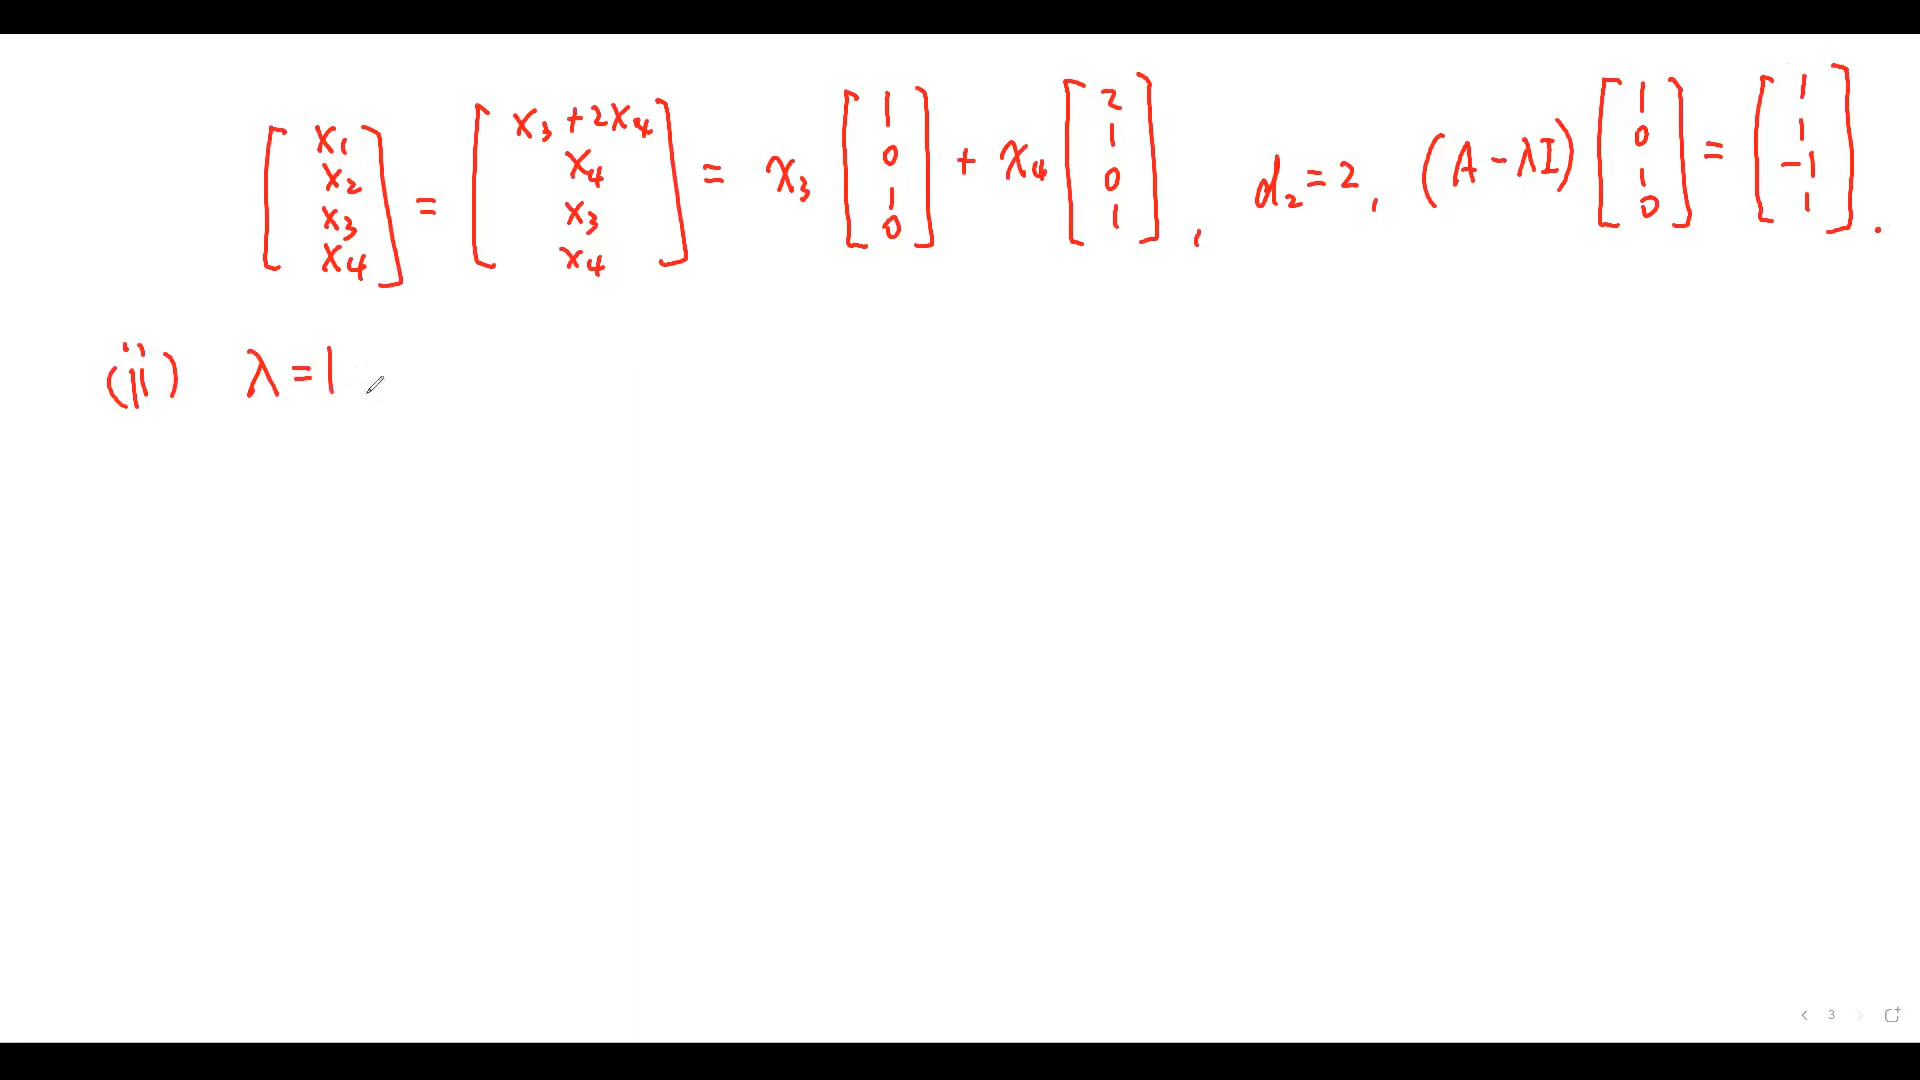 [x₁ x₂ x₃ x₄] = [x₃+2x₄ x₄ x₃ x₄] = x₃ [1 0 1 0] + x₄ [2 1 0 1], d₂=2, (A-λI) [1 0 1 0] = [1 1 -1 1].
(ii) λ=1
< 3 >